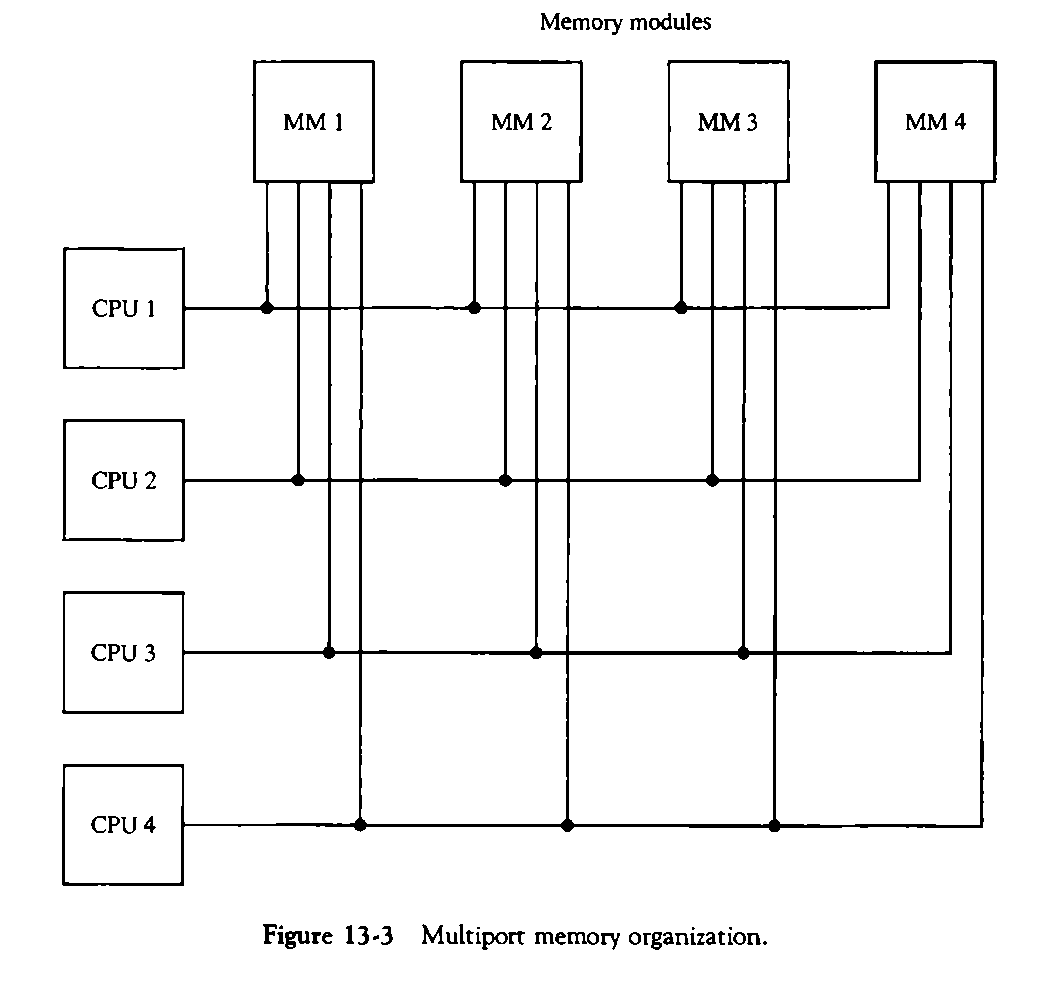 Memory modules
MM 1
MM 2
MM 3
MM 4
CPU 1
CPU 2
CPU 3
CPU 4
Figure 13-3 Multiport memory organization.